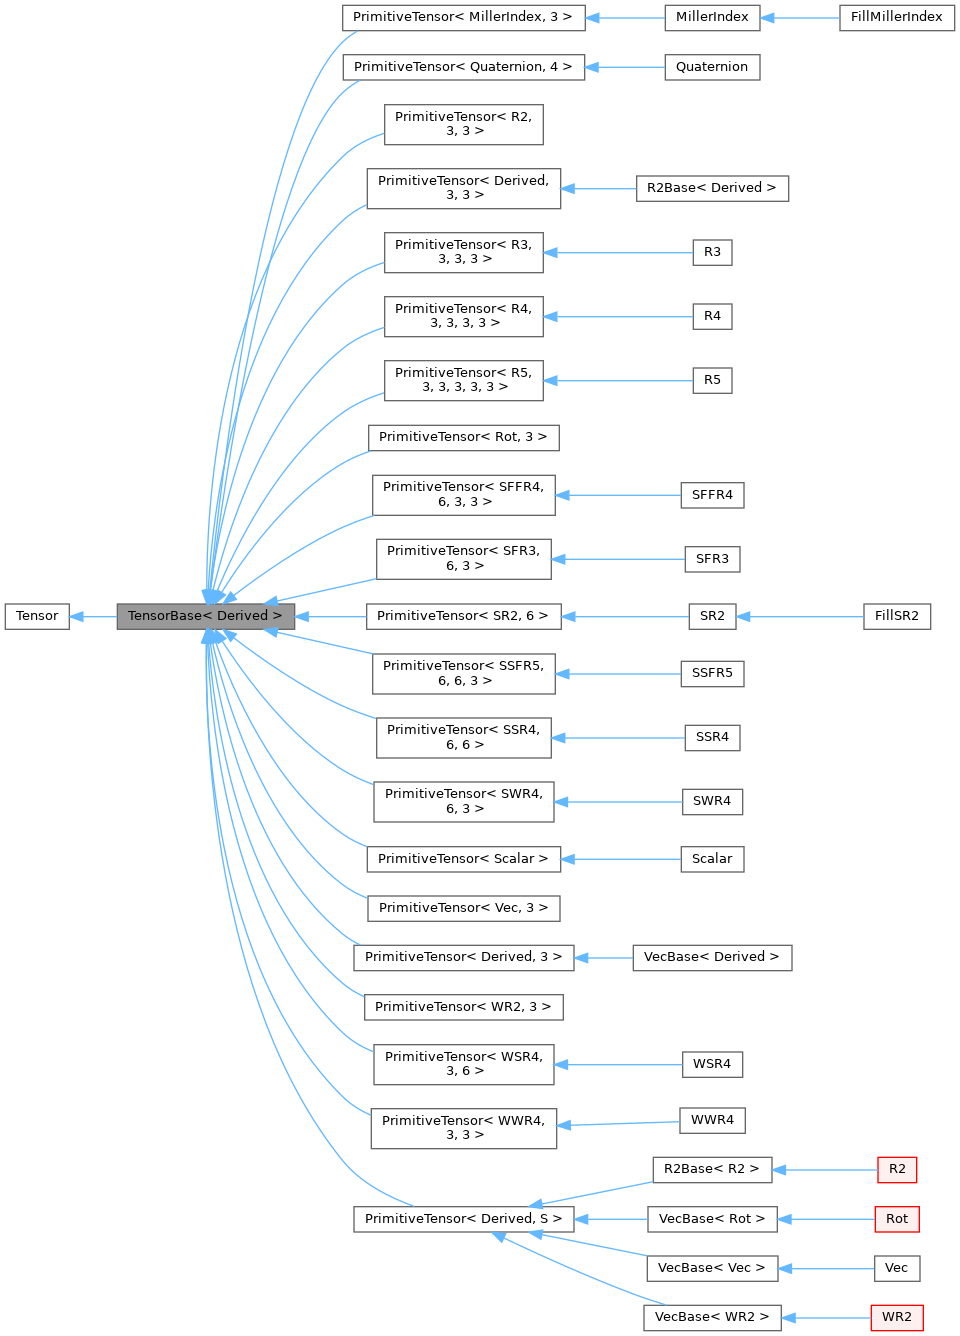 PrimitiveTensor< MillerIndex, 3 >
MillerIndex
FillMillerIndex
PrimitiveTensor< Quaternion, 4 >
Quaternion
PrimitiveTensor< R2,
3, 3 >
PrimitiveTensor< Derived,
3, 3 >
R2Base< Derived >
PrimitiveTensor< R3,
3, 3, 3 >
R3
PrimitiveTensor< R4,
3, 3, 3, 3 >
R4
PrimitiveTensor< R5,
3, 3, 3, 3, 3 >
R5
PrimitiveTensor< Rot, 3 >
PrimitiveTensor< SFFR4,
6, 3, 3 >
SFFR4
PrimitiveTensor< SFR3,
6, 3 >
SFR3
Tensor
TensorBase< Derived >
PrimitiveTensor< SR2, 6 >
SR2
FillSR2
PrimitiveTensor< SSFR5,
6, 6, 3 >
SSFR5
PrimitiveTensor< SSR4,
6, 6 >
SSR4
PrimitiveTensor< SWR4,
6, 3 >
SWR4
PrimitiveTensor< Scalar >
Scalar
PrimitiveTensor< Vec, 3 >
PrimitiveTensor< Derived, 3 >
VecBase< Derived >
PrimitiveTensor< WR2, 3 >
PrimitiveTensor< WSR4,
3, 6 >
WSR4
PrimitiveTensor< WWR4,
3, 3 >
WWR4
R2Base< R2 >
R2
PrimitiveTensor< Derived, S >
VecBase< Rot >
Rot
VecBase< Vec >
Vec
VecBase< WR2 >
WR2